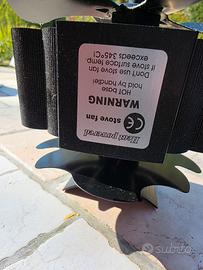 Heat powered
CE stove fan
WARNING
HOT base
hold by handle!
Don't use stove fan
if stove surface temp
exceeds 345°C!
subito